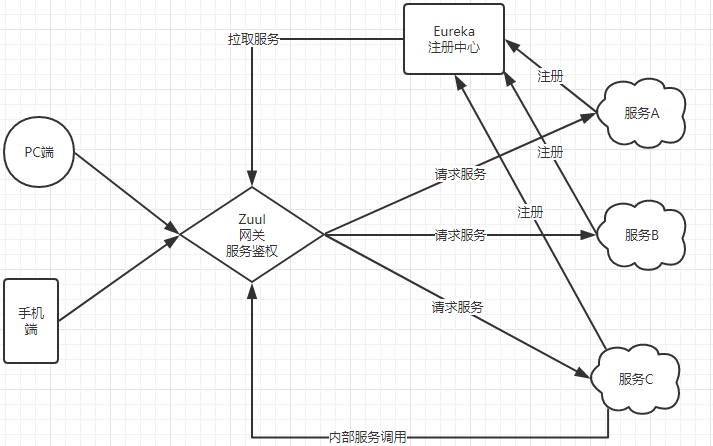 Eureka
注册中心
拉取服务
注册
服务A
PC端
注册
请求服务
Zuul
网关
服务鉴权
注册
请求服务
服务B
手机
端
请求服务
服务C
内部服务调用